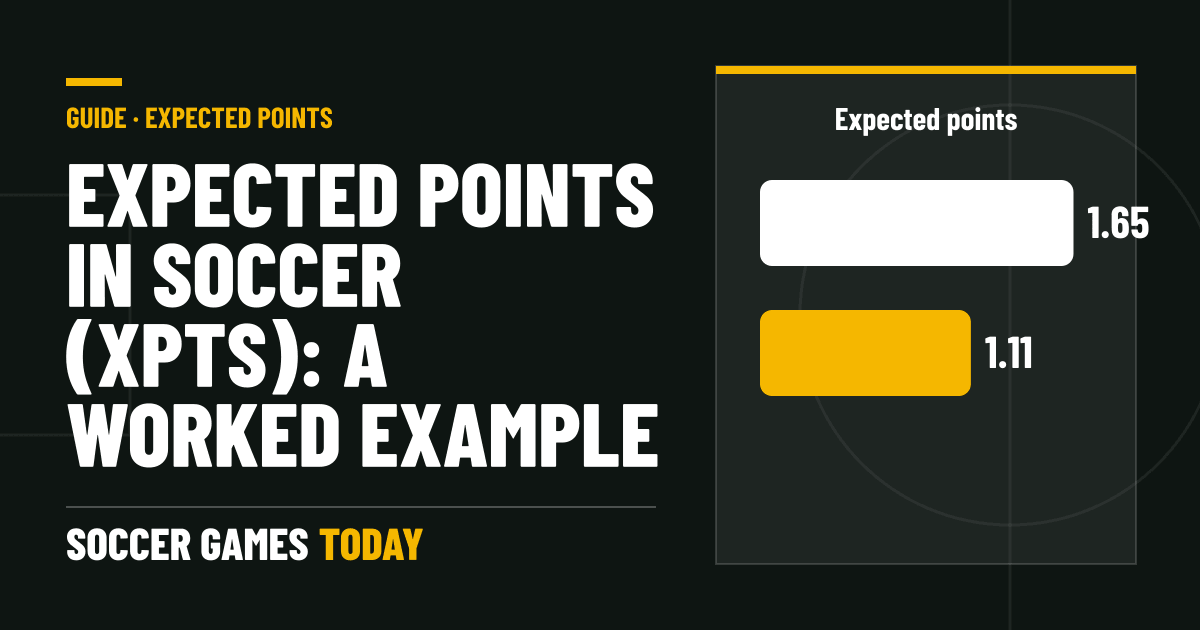 GUIDE · EXPECTED POINTS
EXPECTED POINTS
IN SOCCER
(XPTS): A
WORKED EXAMPLE
SOCCER GAMES TODAY
Expected points
1.65
1.11